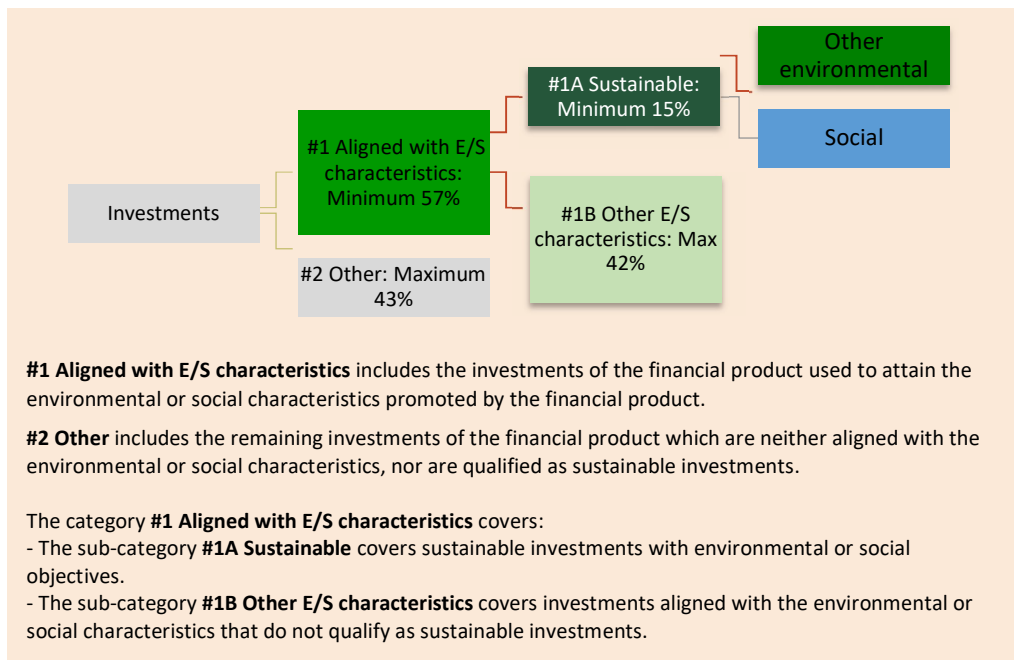 Other
environmental
#1A Sustainable:
Minimum 15%
Social
#1 Aligned with E/S
characteristics:
Minimum 57%
Investments
#1B Other E/S
characteristics: Max
42%
#2 Other: Maximum
43%
#1 Aligned with E/S characteristics includes the investments of the financial product used to attain the
environmental or social characteristics promoted by the financial product.
#2 Other includes the remaining investments of the financial product which are neither aligned with the
environmental or social characteristics, nor are qualified as sustainable investments.
The category #1 Aligned with E/S characteristics covers:
- The sub-category #1A Sustainable covers sustainable investments with environmental or social
objectives.
- The sub-category #1B Other E/S characteristics covers investments aligned with the environmental or
social characteristics that do not qualify as sustainable investments.